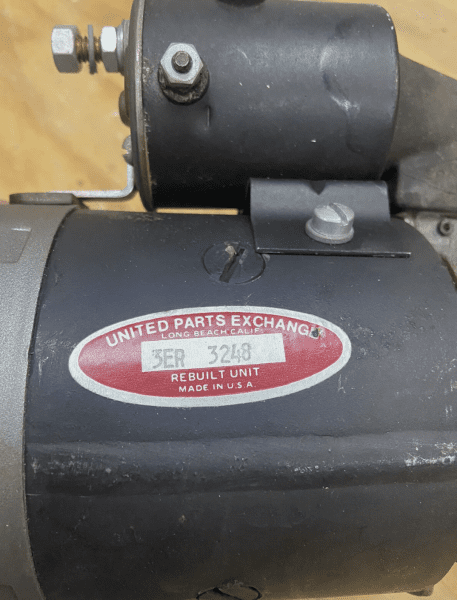 UNITED PARTS EXCHANGE
LONG BEACH, CALIF.
3ER 3248
REBUILT UNIT
MADE IN U.S.A.